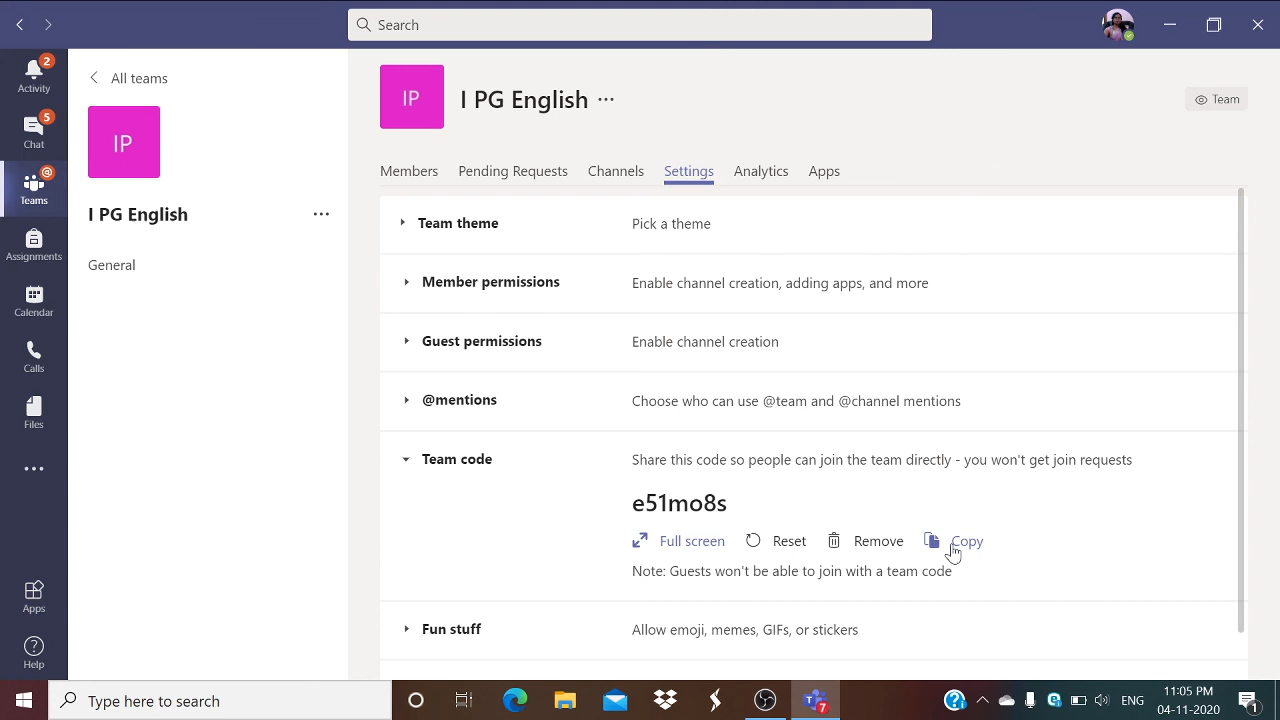 Search
2
Activity
5
Chat
@
Teams
Assignments
Calendar
Calls
Files
Apps
Help
All teams
IP
I PG English
General
IP
I PG English
Team
Members Pending Requests Channels Settings Analytics Apps
Team theme Pick a theme
Member permissions Enable channel creation, adding apps, and more
Guest permissions Enable channel creation
@mentions Choose who can use @team and @channel mentions
Team code Share this code so people can join the team directly - you won't get join requests
e51mo8s
Full screen Reset Remove Copy
Note: Guests won't be able to join with a team code
Fun stuff Allow emoji, memes, GIFs, or stickers
Type here to search
7
ENG
11:05 PM
04-11-2020
1